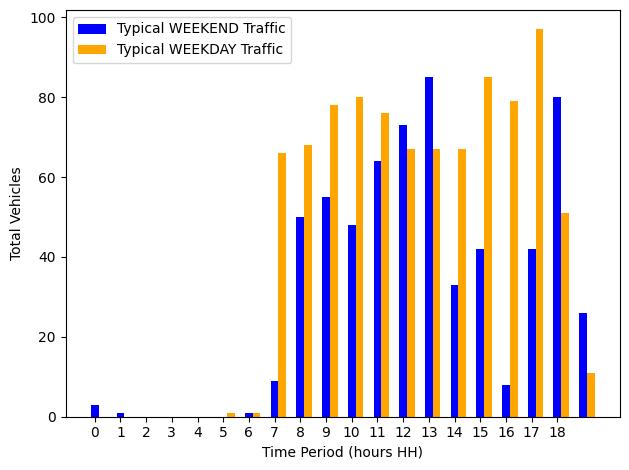 Typical WEEKEND Traffic
Typical WEEKDAY Traffic
100
80
60
40
20
0
Total Vehicles
0 1 2 3 4 5 6 7 8 9 10 11 12 13 14 15 16 17 18
Time Period (hours HH)